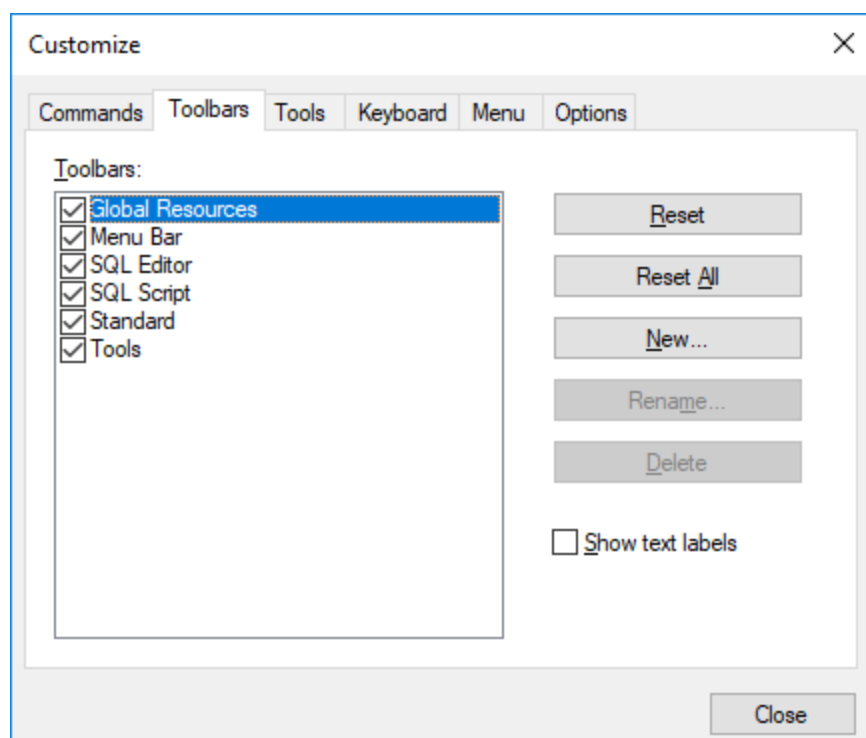 Customize
Commands Toolbars Tools Keyboard Menu Options
Toolbars:
Global Resources
Menu Bar
SQL Editor
SQL Script
Standard
Tools
Reset
Reset All
New...
Rename...
Delete
Show text labels
Close